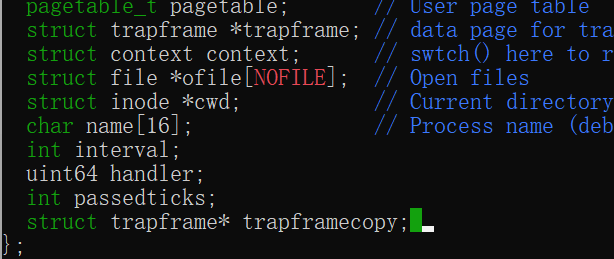 pagetable_t pagetable; // User page table
struct trapframe *trapframe; // data page for tra
struct context context; // swtch() here to r
struct file *ofile[NOFILE]; // Open files
struct inode *cwd; // Current directory
char name[16]; // Process name (deb
int interval;
uint64 handler;
int passedticks;
struct trapframe* trapframecopy;
};